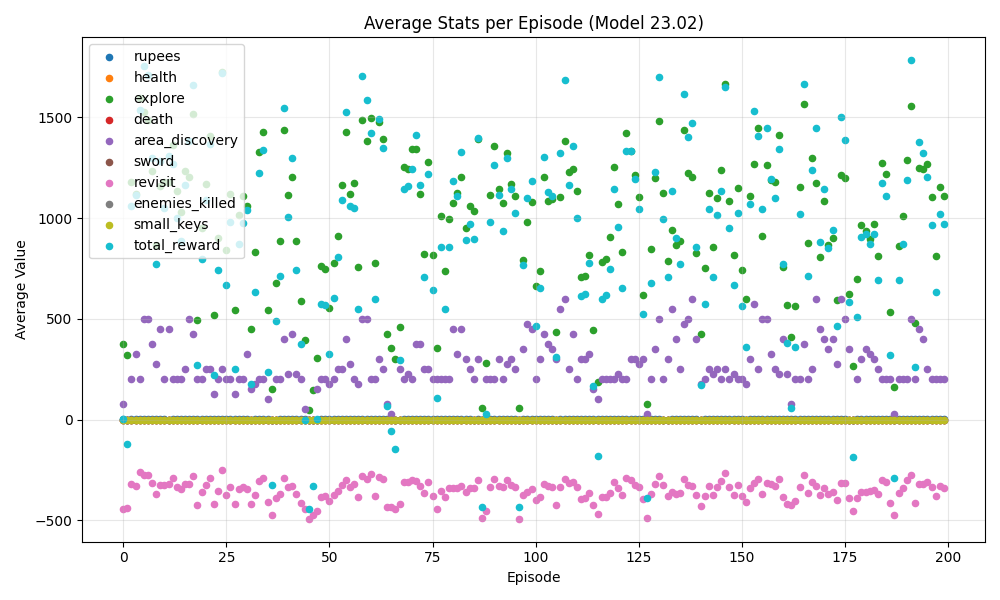 Average Stats per Episode (Model 23.02)
rupees
health
explore
death
area_discovery
sword
revisit
enemies_killed
small_keys
total_reward
Average Value
1500
1000
500
0
−500
0 25 50 75 100 125 150 175 200
Episode